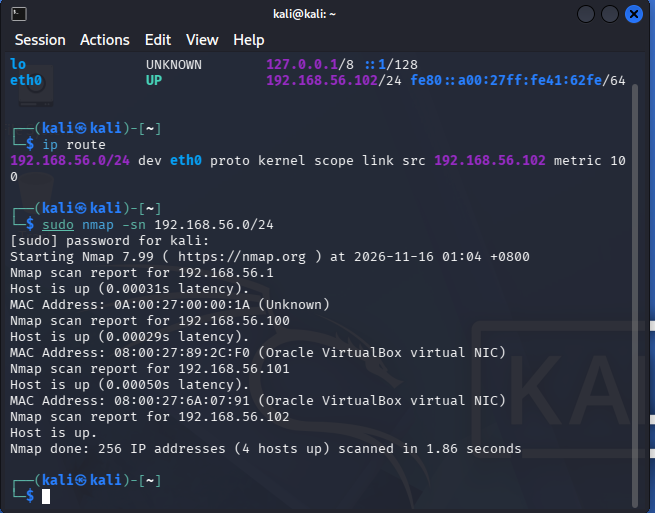 kali@kali: ~
Session Actions Edit View Help
lo UNKNOWN 127.0.0.1/8 ::1/128
eth0 UP 192.168.56.102/24 fe80::a00:27ff:fe41:62fe/64
┌──(kali㉿kali)-[~]
└─$ ip route
192.168.56.0/24 dev eth0 proto kernel scope link src 192.168.56.102 metric 10
0
┌──(kali㉿kali)-[~]
└─$ sudo nmap -sn 192.168.56.0/24
[sudo] password for kali:
Starting Nmap 7.99 ( https://nmap.org ) at 2026-11-16 01:04 +0800
Nmap scan report for 192.168.56.1
Host is up (0.00031s latency).
MAC Address: 0A:00:27:00:00:1A (Unknown)
Nmap scan report for 192.168.56.100
Host is up (0.00029s latency).
MAC Address: 08:00:27:89:2C:F0 (Oracle VirtualBox virtual NIC)
Nmap scan report for 192.168.56.101
Host is up (0.00050s latency).
MAC Address: 08:00:27:6A:07:91 (Oracle VirtualBox virtual NIC)
Nmap scan report for 192.168.56.102
Host is up.
Nmap done: 256 IP addresses (4 hosts up) scanned in 1.86 seconds
┌──(kali㉿kali)-[~]
└─$
KAL